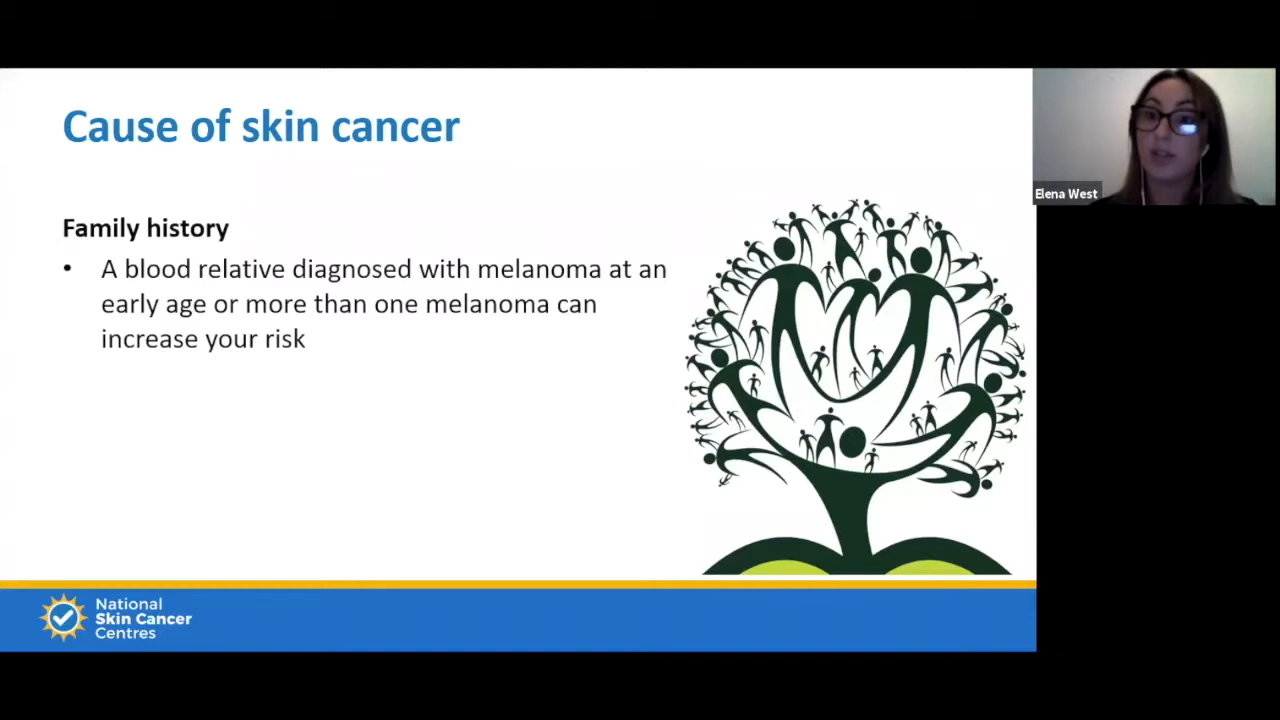 Cause of skin cancer
Elena West
Family history
• A blood relative diagnosed with melanoma at an
early age or more than one melanoma can
increase your risk
National
Skin Cancer
Centres